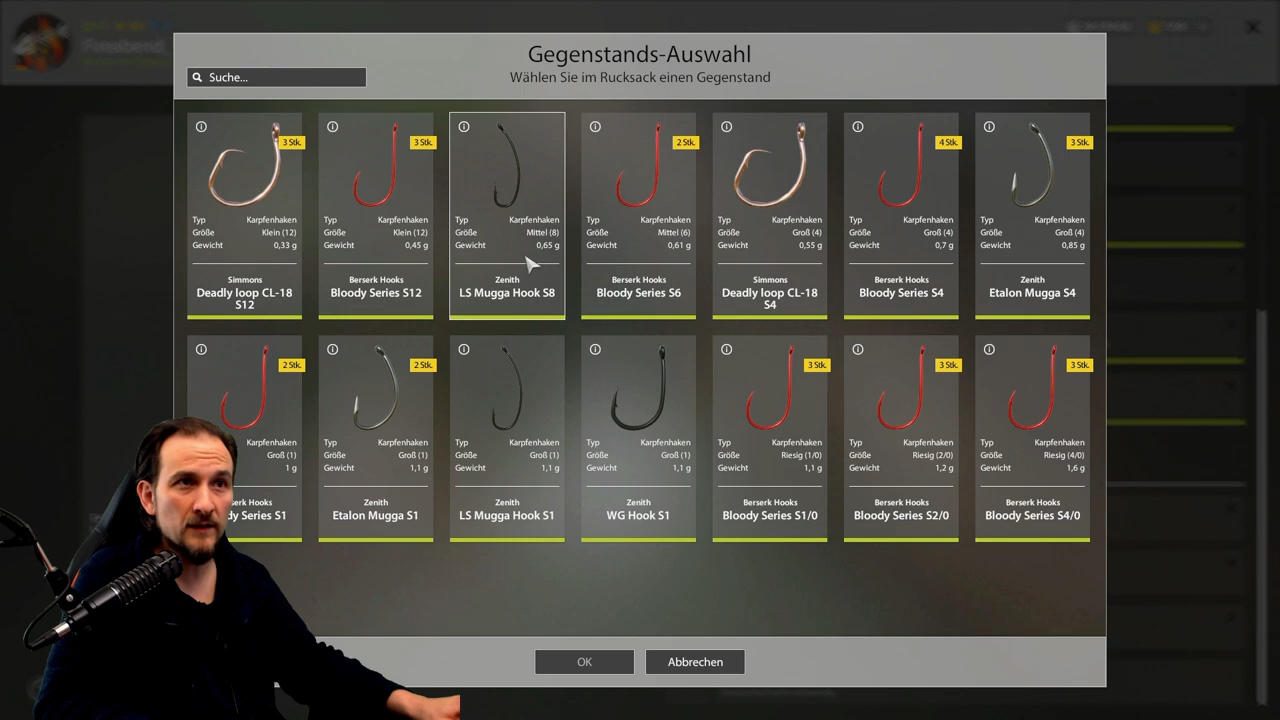 Gegenstands-Auswahl
Suche...
Wählen Sie im Rucksack einen Gegenstand
3 Stk.
Typ Karpfenhaken
Größe Klein (12)
Gewicht 0,33 g
Simmons
Deadly loop CL-18
S12
3 Stk.
Typ Karpfenhaken
Größe Klein (12)
Gewicht 0,45 g
Berserk Hooks
Bloody Series S12
Typ Karpfenhaken
Größe Mittel (8)
Gewicht 0,65 g
Zenith
LS Mugga Hook S8
2 Stk.
Typ Karpfenhaken
Größe Mittel (6)
Gewicht 0,61 g
Berserk Hooks
Bloody Series S6
Typ Karpfenhaken
Größe Groß (4)
Gewicht 0,55 g
Simmons
Deadly loop CL-18
S4
4 Stk.
Typ Karpfenhaken
Größe Groß (4)
Gewicht 0,7 g
Berserk Hooks
Bloody Series S4
3 Stk.
Typ Karpfenhaken
Größe Groß (4)
Gewicht 0,85 g
Zenith
Etalon Mugga S4
2 Stk.
Karpfenhaken
Groß (1)
1 g
serk Hooks
dy Series S1
2 Stk.
Typ Karpfenhaken
Größe Groß (1)
Gewicht 1,1 g
Zenith
Etalon Mugga S1
Typ Karpfenhaken
Größe Groß (1)
Gewicht 1,1 g
Zenith
LS Mugga Hook S1
Typ Karpfenhaken
Größe Groß (1)
Gewicht 1,1 g
Zenith
WG Hook S1
3 Stk.
Typ Karpfenhaken
Größe Riesig (1/0)
Gewicht 1,1 g
Berserk Hooks
Bloody Series S1/0
3 Stk.
Typ Karpfenhaken
Größe Riesig (2/0)
Gewicht 1,2 g
Berserk Hooks
Bloody Series S2/0
3 Stk.
Typ Karpfenhaken
Größe Riesig (4/0)
Gewicht 1,6 g
Berserk Hooks
Bloody Series S4/0
OK
Abbrechen